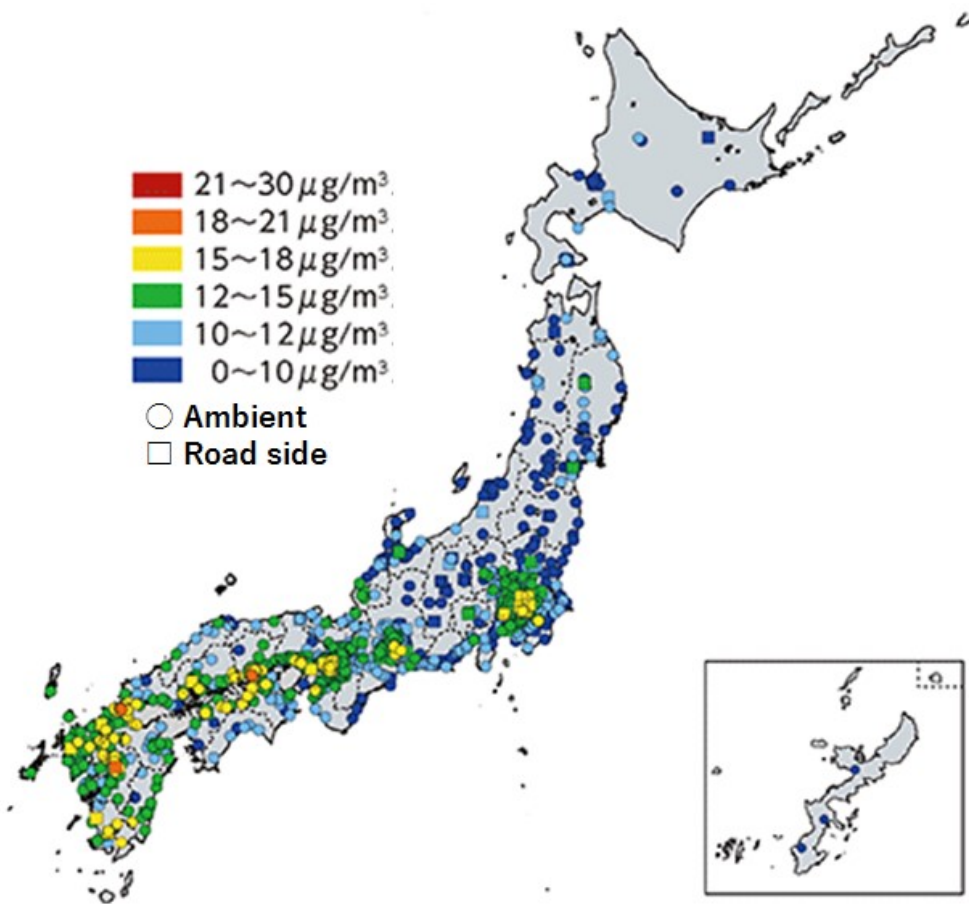 21～30μg/m³
18～21μg/m³
15～18μg/m³
12～15μg/m³
10～12μg/m³
0～10μg/m³
Ambient
Road side